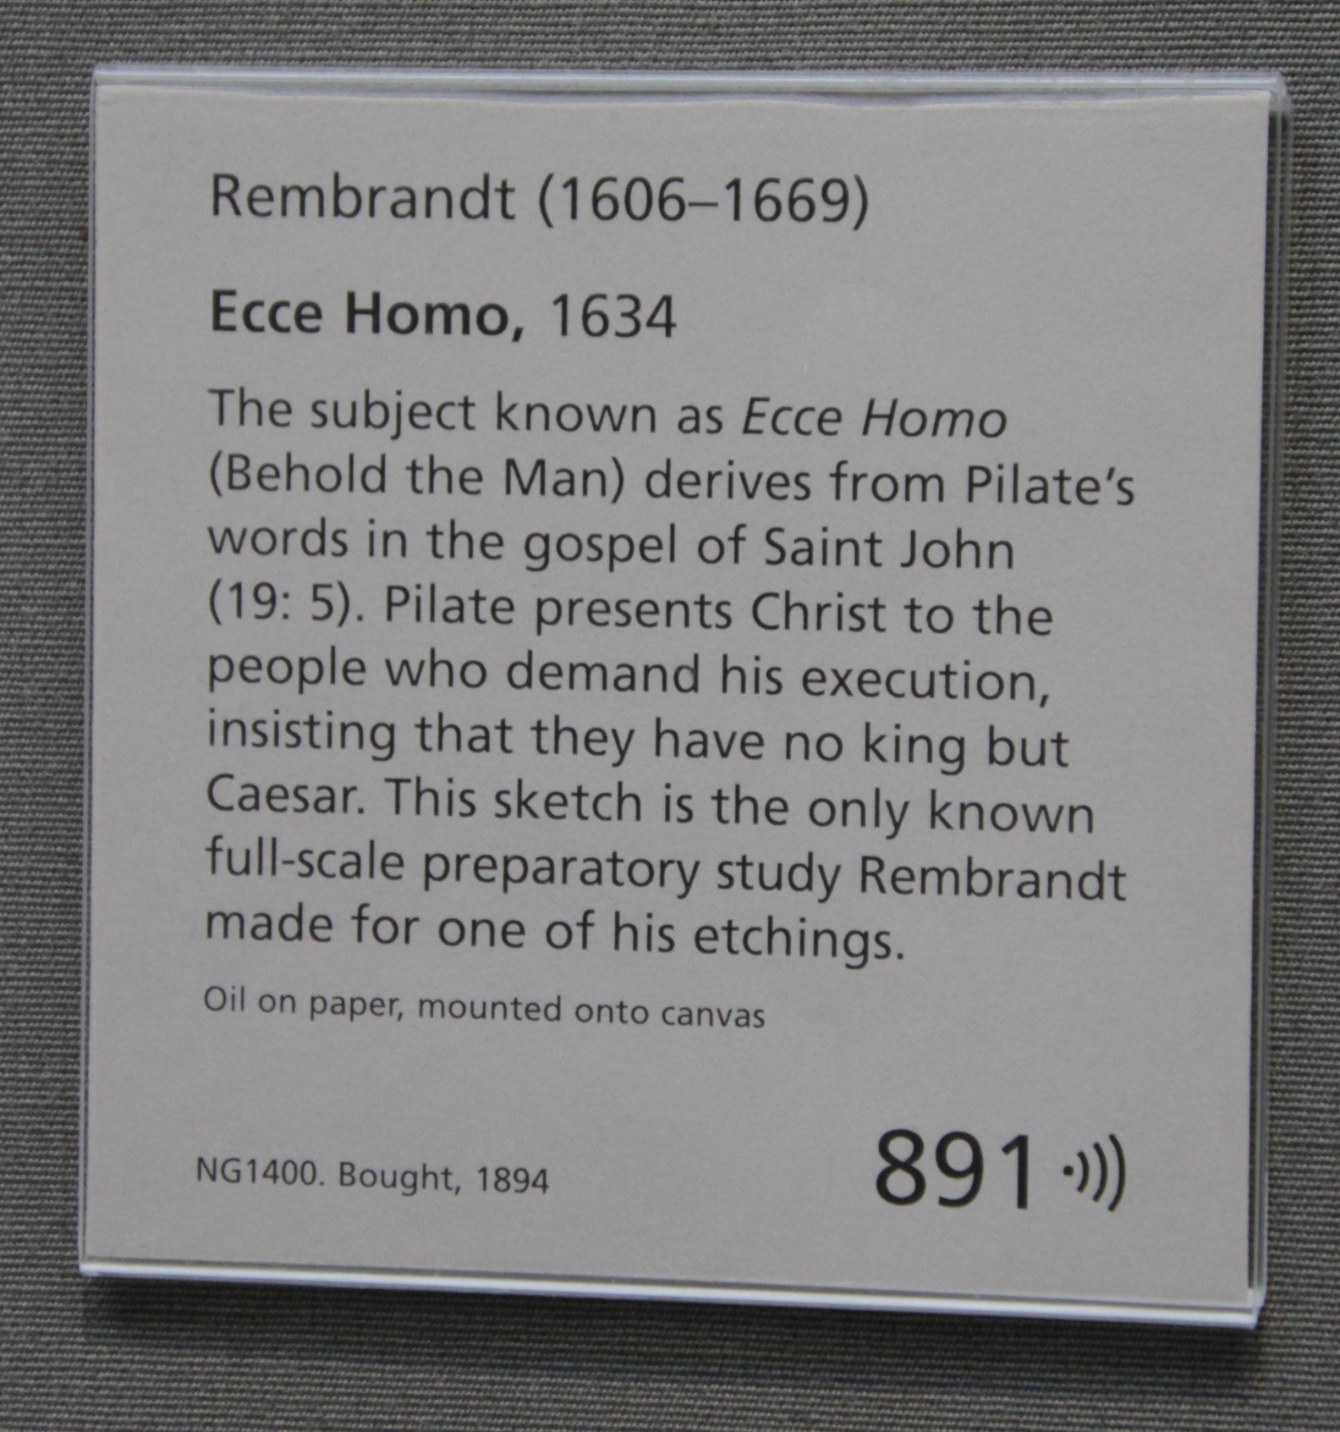 Rembrandt (1606–1669)
Ecce Homo, 1634
The subject known as Ecce Homo
(Behold the Man) derives from Pilate’s
words in the gospel of Saint John
(19: 5). Pilate presents Christ to the
people who demand his execution,
insisting that they have no king but
Caesar. This sketch is the only known
full-scale preparatory study Rembrandt
made for one of his etchings.
Oil on paper, mounted onto canvas
NG1400. Bought, 1894
891